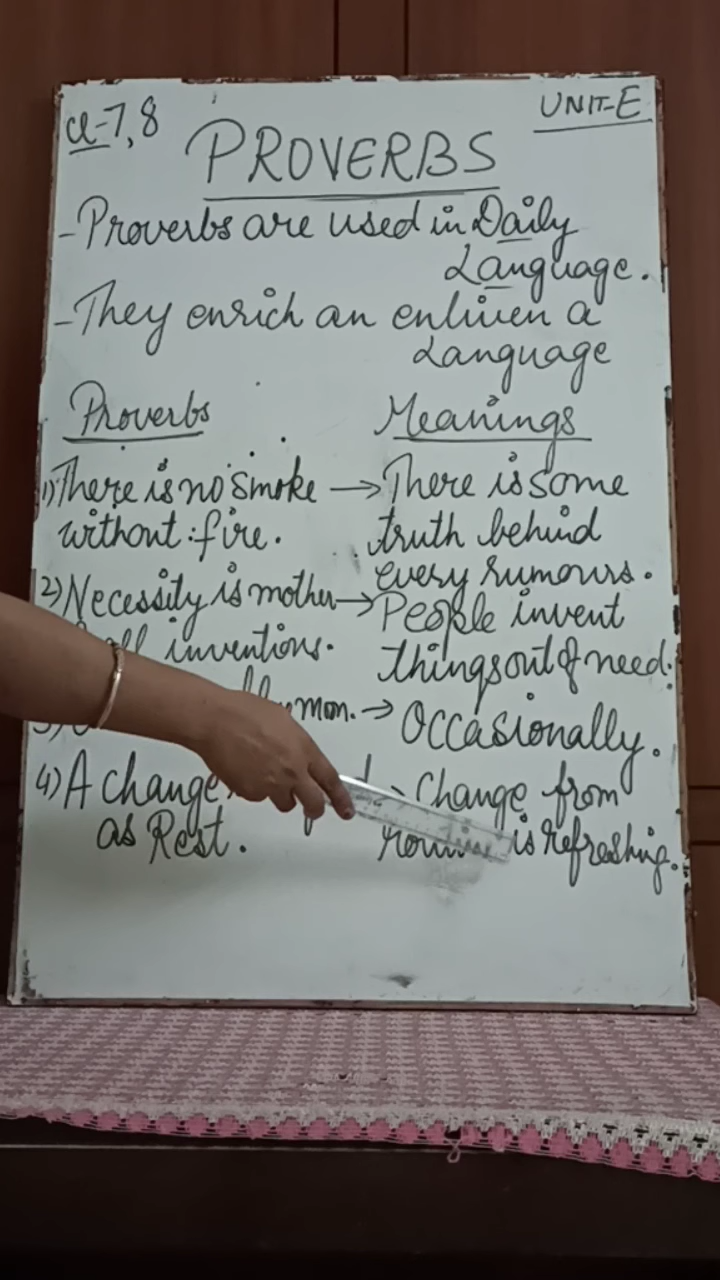 Cl-7,8
UNIT-E
PROVERBS
-Proverbs are used in Daily
Language.
-They enrich an enliven a
Language
Proverbs Meanings
1) There is no smoke → There is some
without fire. truth behind
every rumours.
2) Necessity is mother → People invent
all inventions. things out of need.
3) moon. → Occasionally.
4) A change Change from
as Rest. is refreshing.